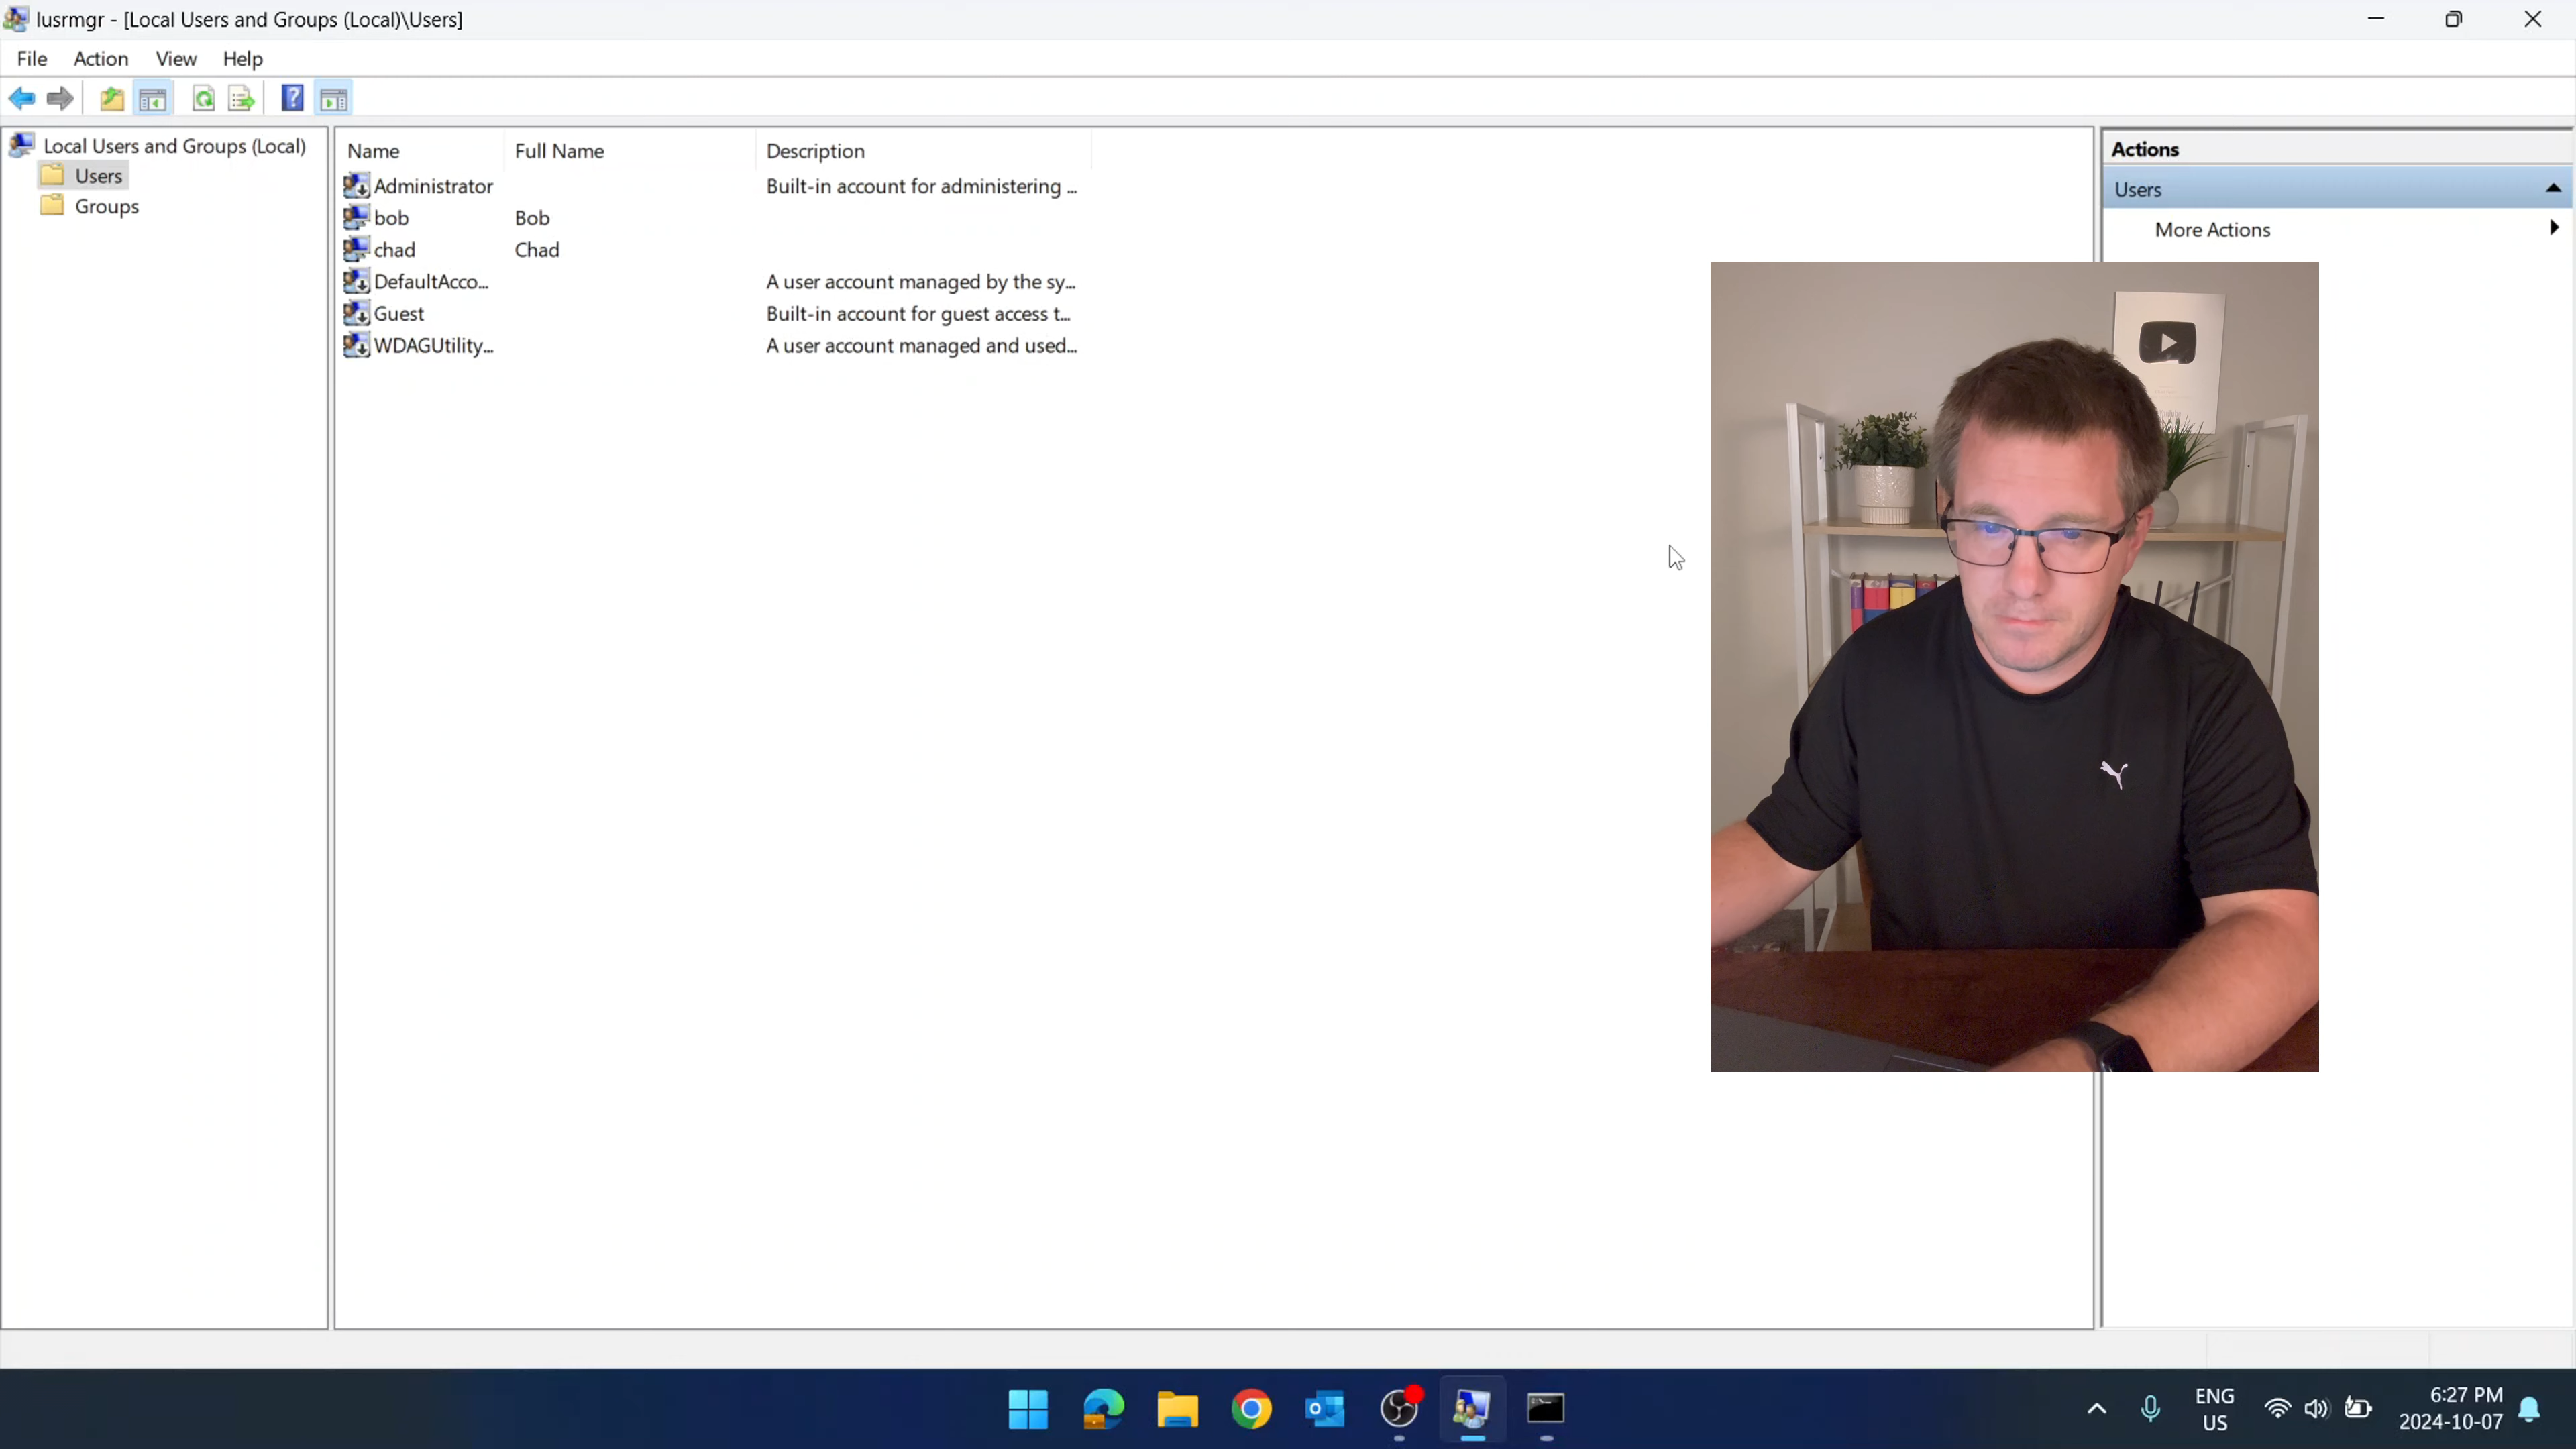 lusrmgr - [Local Users and Groups (Local)\Users]
File Action View Help
Local Users and Groups (Local)
Users
Groups
Name Full Name Description
Administrator Built-in account for administering ...
bob Bob
chad Chad
DefaultAcco... A user account managed by the sy...
Guest Built-in account for guest access t...
WDAGUtility... A user account managed and used...
Actions
Users
More Actions
ENG
US
6:27 PM
2024-10-07